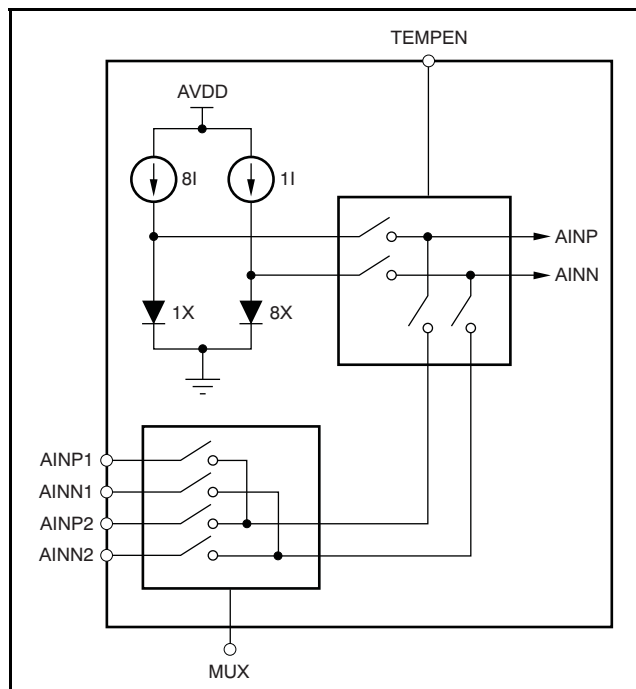 TEMPEN
AVDD
8I
1I
AINP
AINN
1X
8X
AINP1
AINN1
AINP2
AINN2
MUX